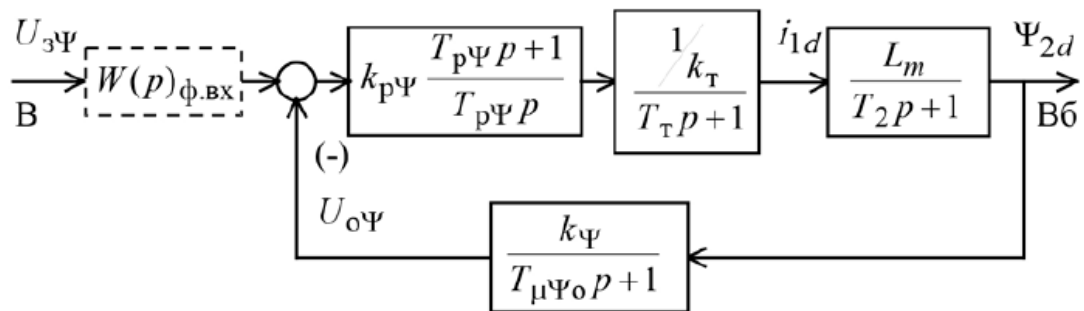 U_зΨ
В
W(p)_ф.вх
(-)
U_оΨ
k_рΨ (T_рΨ p + 1) / (T_рΨ p)
(1/k_т) / (T_т p + 1)
i_1d
L_m / (T_2 p + 1)
Ψ_2d
Вб
k_Ψ / (T_μΨо p + 1)